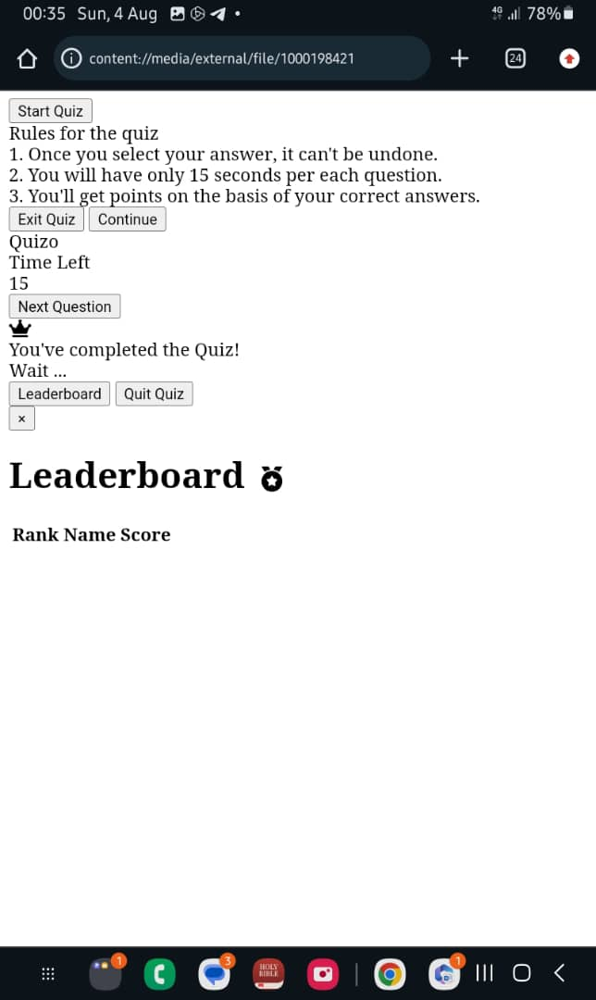 00:35 Sun, 4 Aug 4G 78%
content://media/external/file/1000198421 24
Start Quiz
Rules for the quiz
1. Once you select your answer, it can't be undone.
2. You will have only 15 seconds per each question.
3. You'll get points on the basis of your correct answers.
Exit Quiz Continue
Quizo
Time Left
15
Next Question
You've completed the Quiz!
Wait ...
Leaderboard Quit Quiz
×
Leaderboard
Rank Name Score
1 3 HOLY BIBLE 1